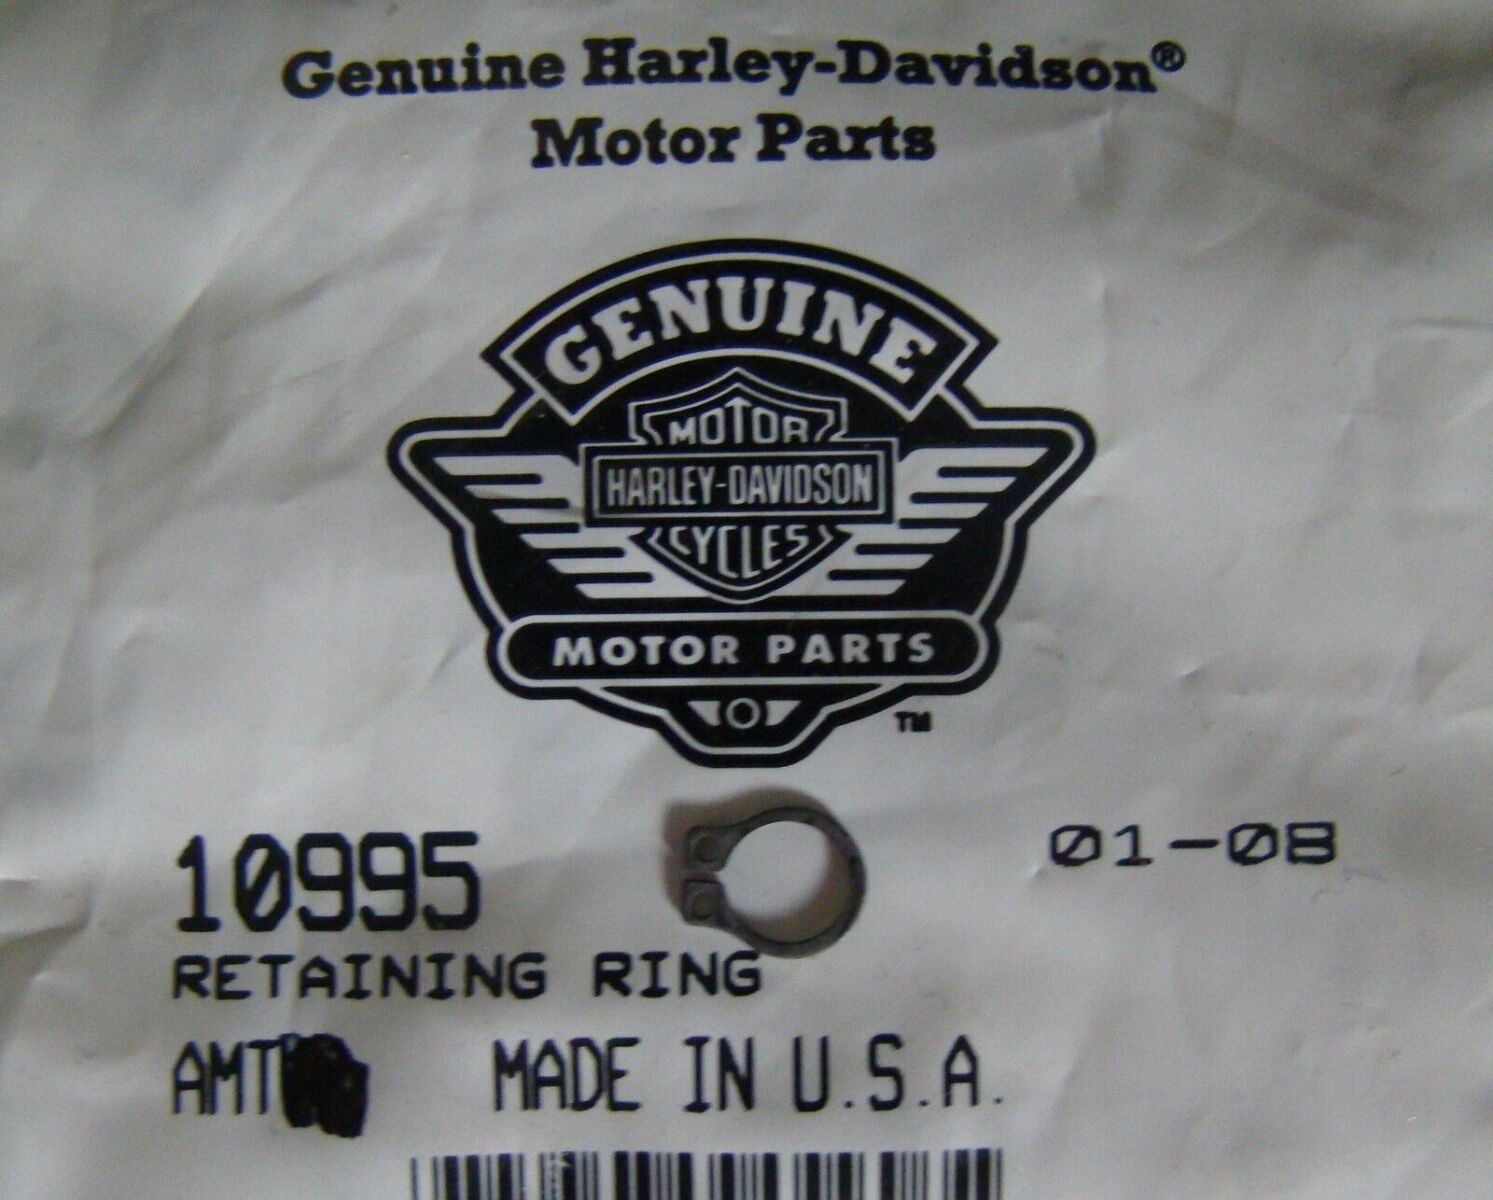 Genuine Harley-Davidson®
Motor Parts
GENUINE
MOTOR
HARLEY-DAVIDSON
CYCLES
MOTOR PARTS
TM
10995
01-08
RETAINING RING
AMT
MADE IN U.S.A.